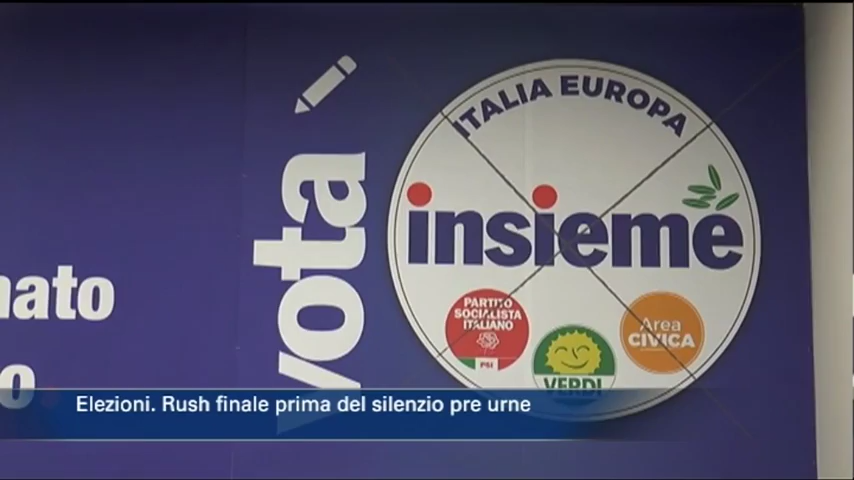 vota
ITALIA EUROPA
insieme
PARTITO
SOCIALISTA
ITALIANO
PSI
VERDI
Area
CIVICA
nato
o
Elezioni. Rush finale prima del silenzio pre urne